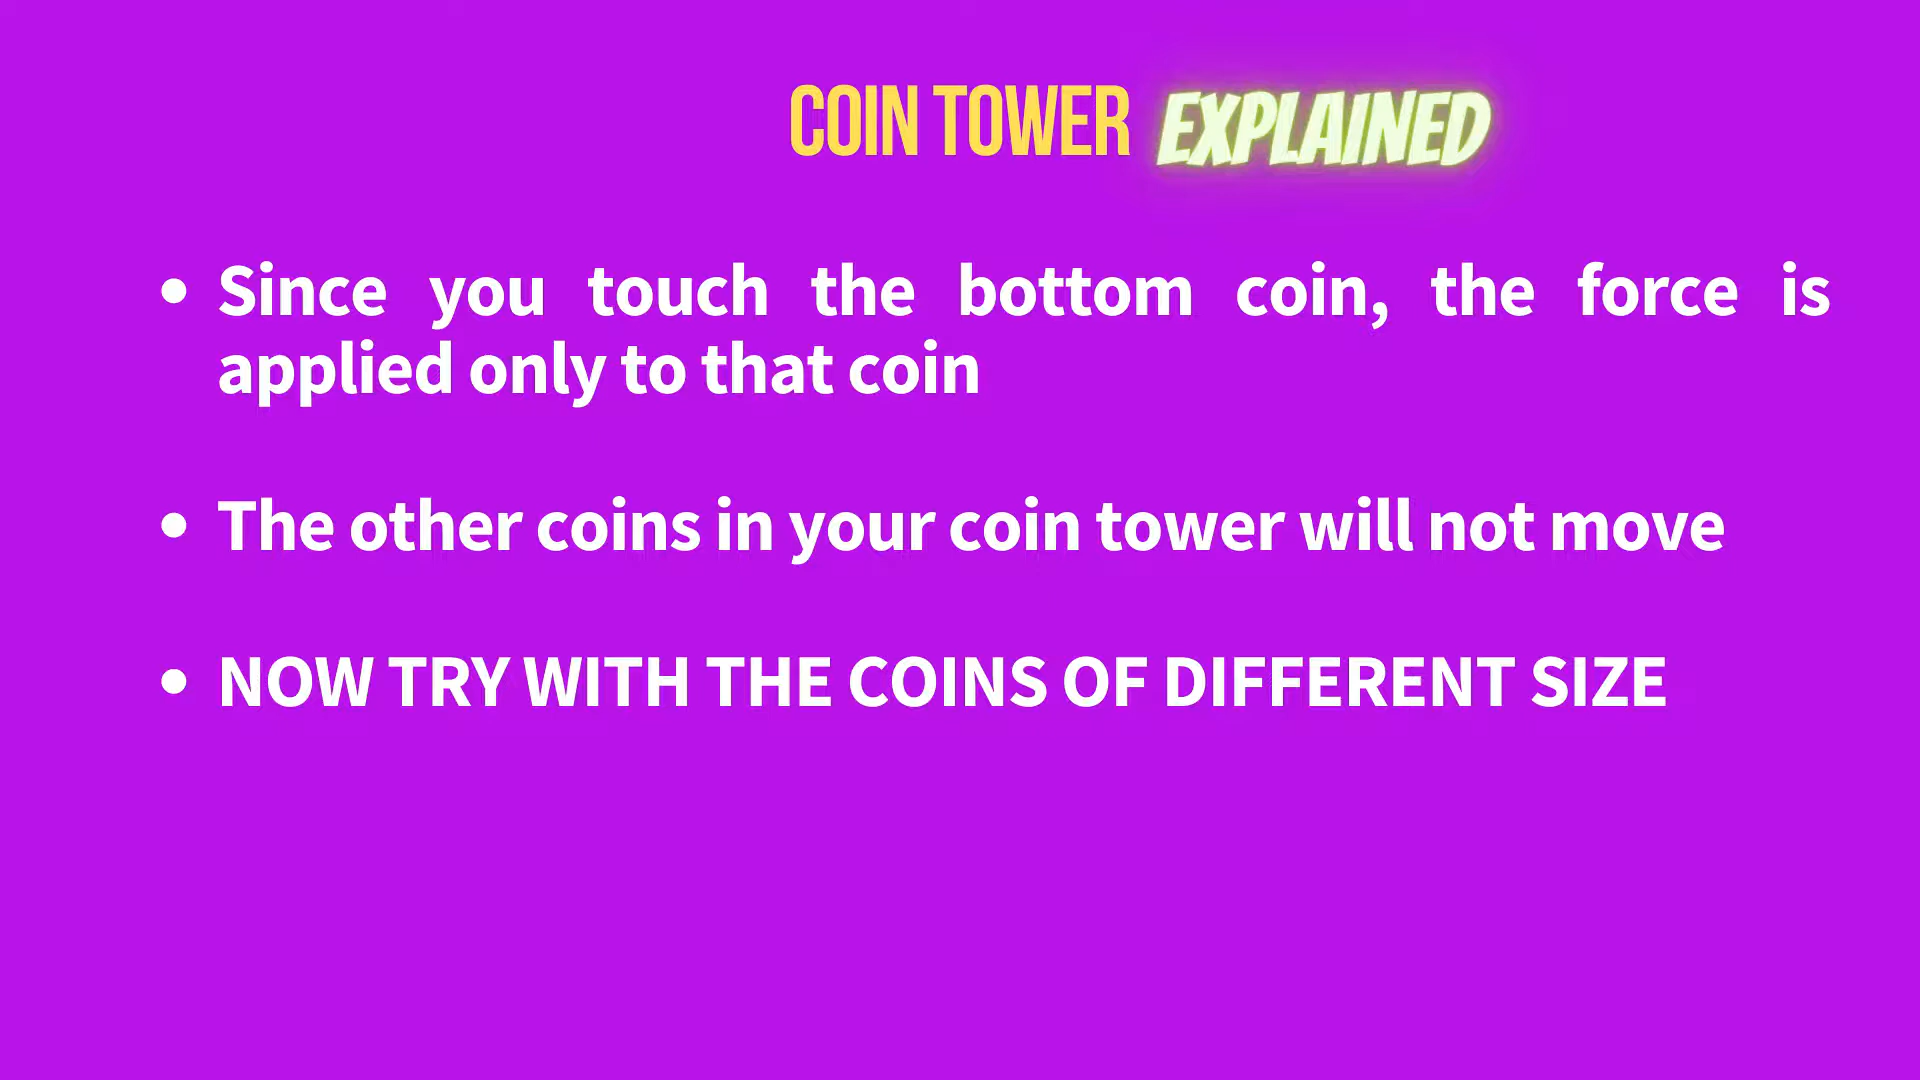 COIN TOWER EXPLAINED
• Since you touch the bottom coin, the force is
applied only to that coin
• The other coins in your coin tower will not move
• NOW TRY WITH THE COINS OF DIFFERENT SIZE